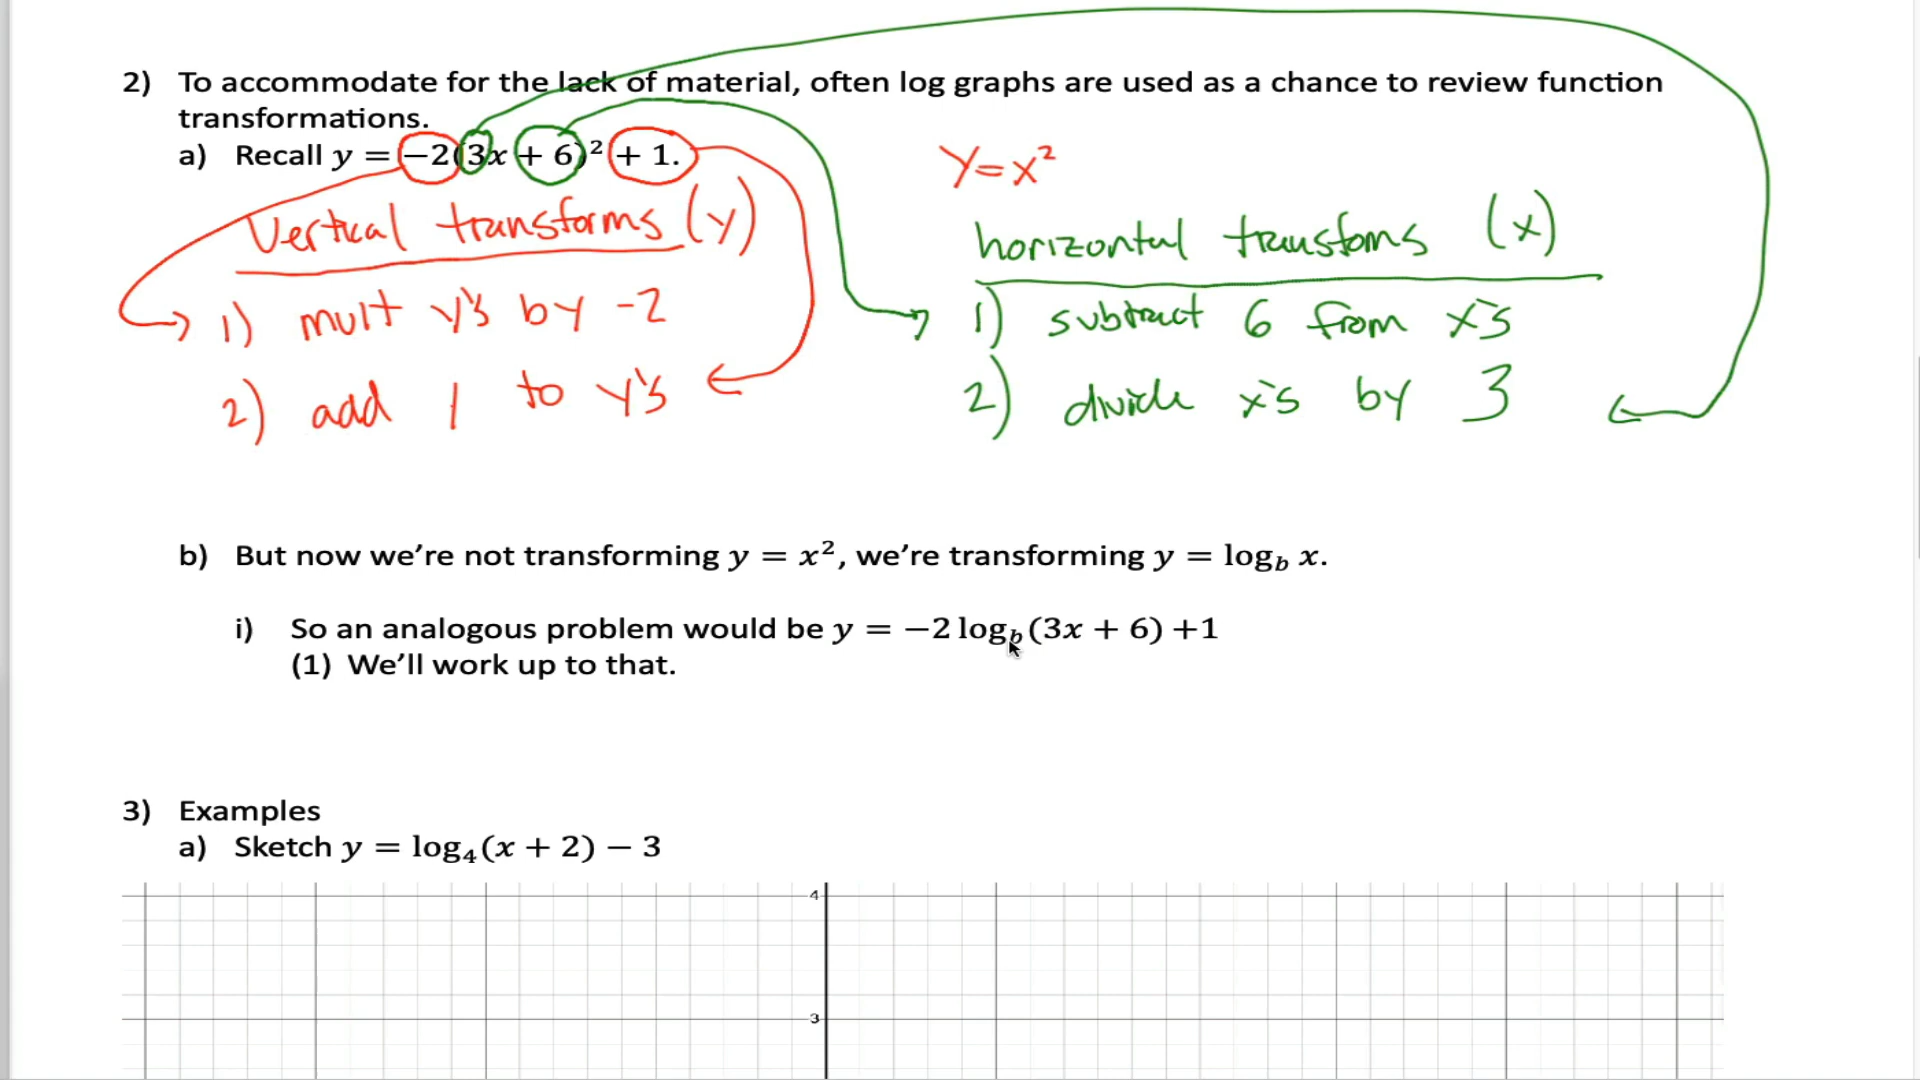 2) To accommodate for the lack of material, often log graphs are used as a chance to review function
transformations.
a) Recall y = −2(3x + 6)² + 1.
y=x²
Vertical transforms (y)
1) mult y's by -2
2) add 1 to y's
horizontal transfoms (x)
1) subtract 6 from x's
2) divide x's by 3
b) But now we’re not transforming y = x², we’re transforming y = log_b x.
i) So an analogous problem would be y = −2 log_b(3x + 6) +1
(1) We’ll work up to that.
3) Examples
a) Sketch y = log₄(x + 2) − 3
4
3